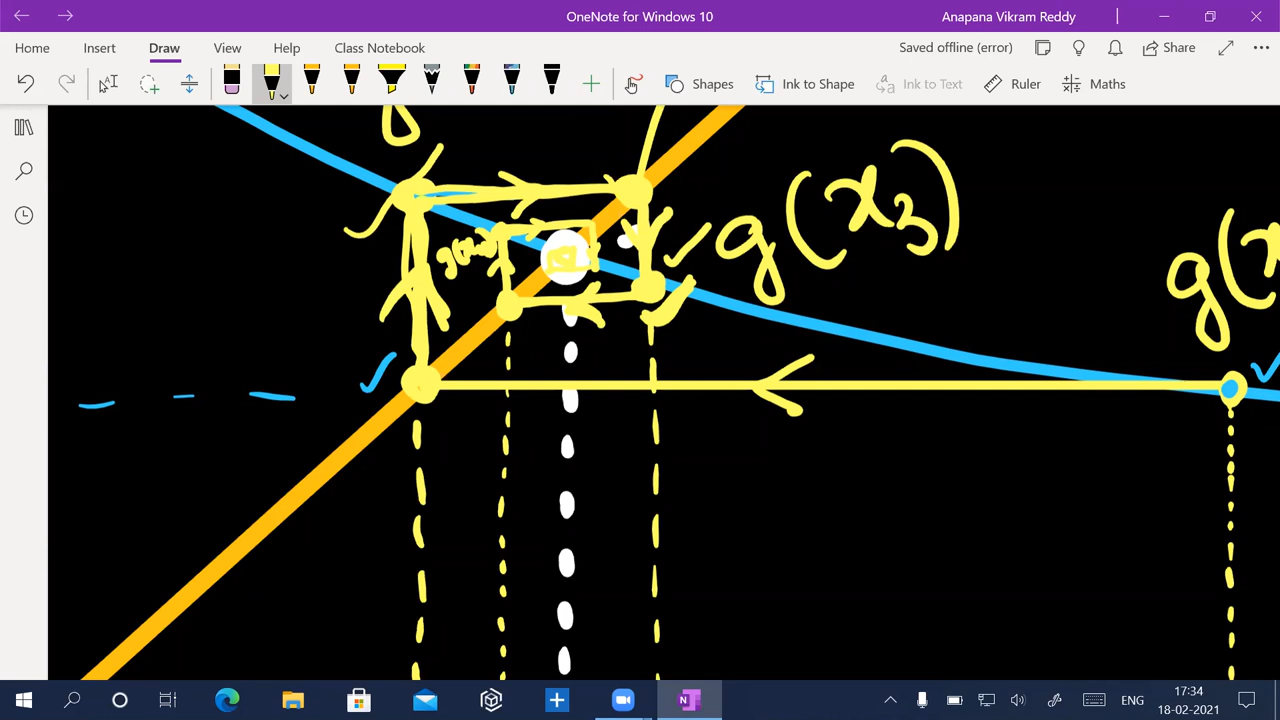 OneNote for Windows 10
Anapana Vikram Reddy
Home Insert Draw View Help Class Notebook
Saved offline (error)
Share
Shapes
Ink to Shape
Ink to Text
Ruler
Maths
g(x3)
g(x
ENG
17:34
18-02-2021